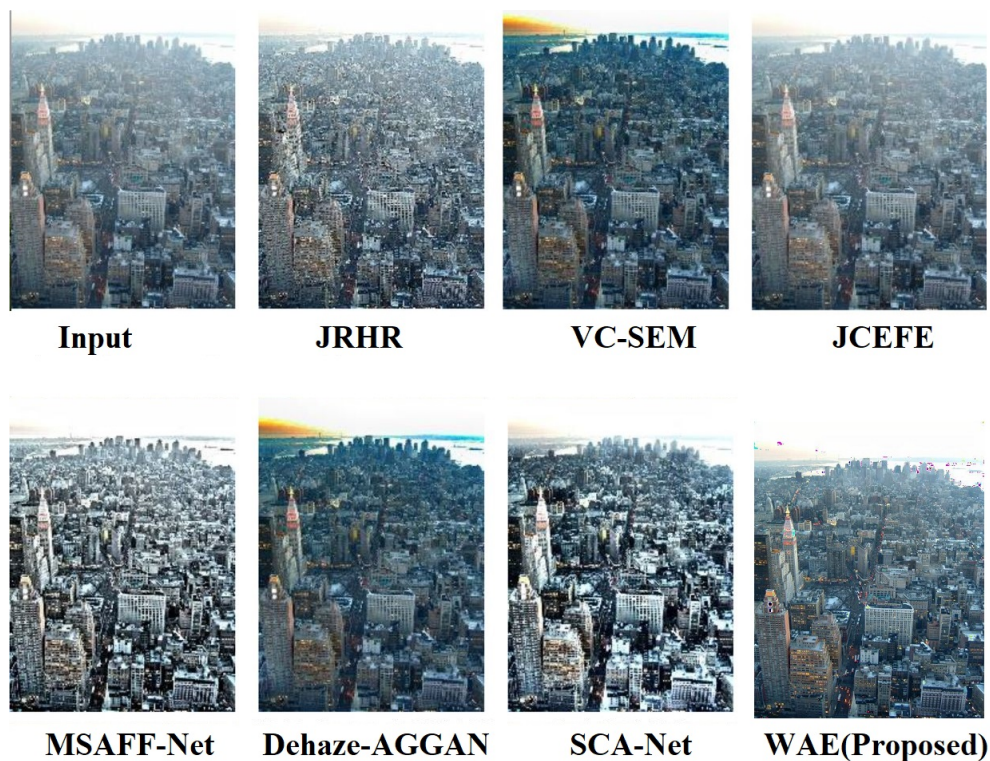 Input JRHR VC-SEM JCEFE
MSAFF-Net Dehaze-AGGAN SCA-Net WAE(Proposed)